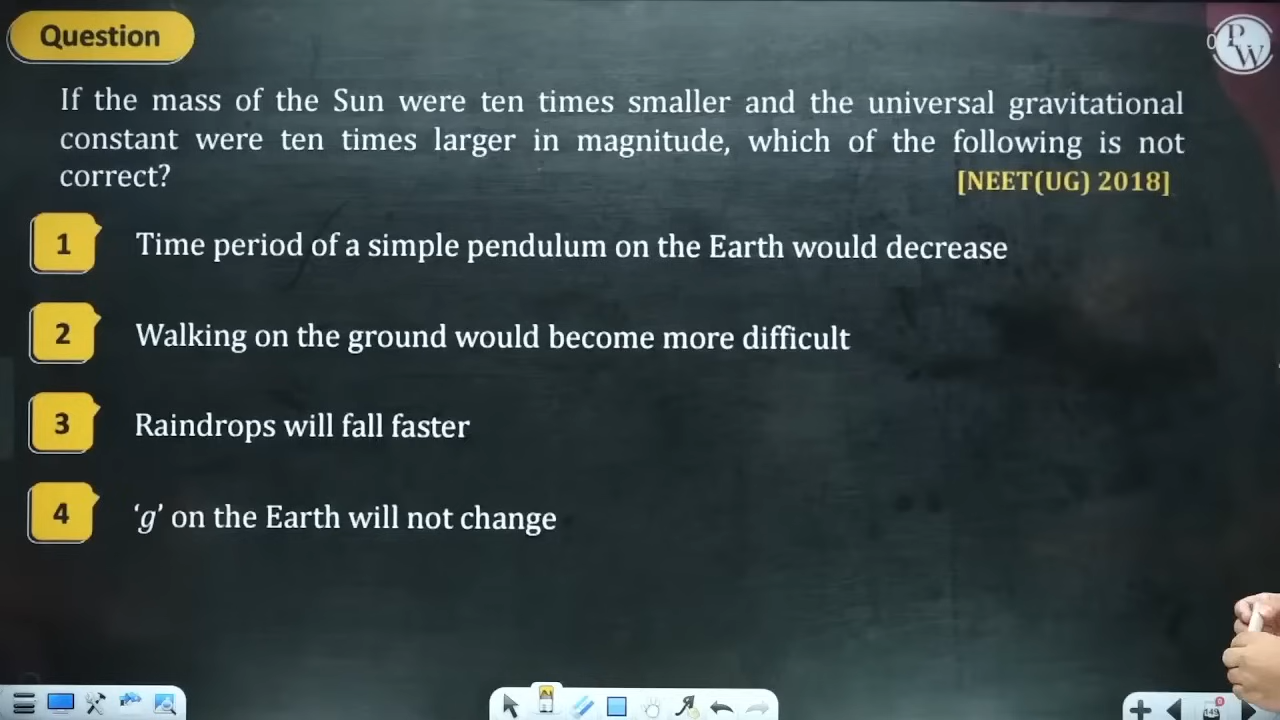 Question
PW
If the mass of the Sun were ten times smaller and the universal gravitational
constant were ten times larger in magnitude, which of the following is not
correct?
[NEET(UG) 2018]
1 Time period of a simple pendulum on the Earth would decrease
2 Walking on the ground would become more difficult
3 Raindrops will fall faster
4 ‘g’ on the Earth will not change
149